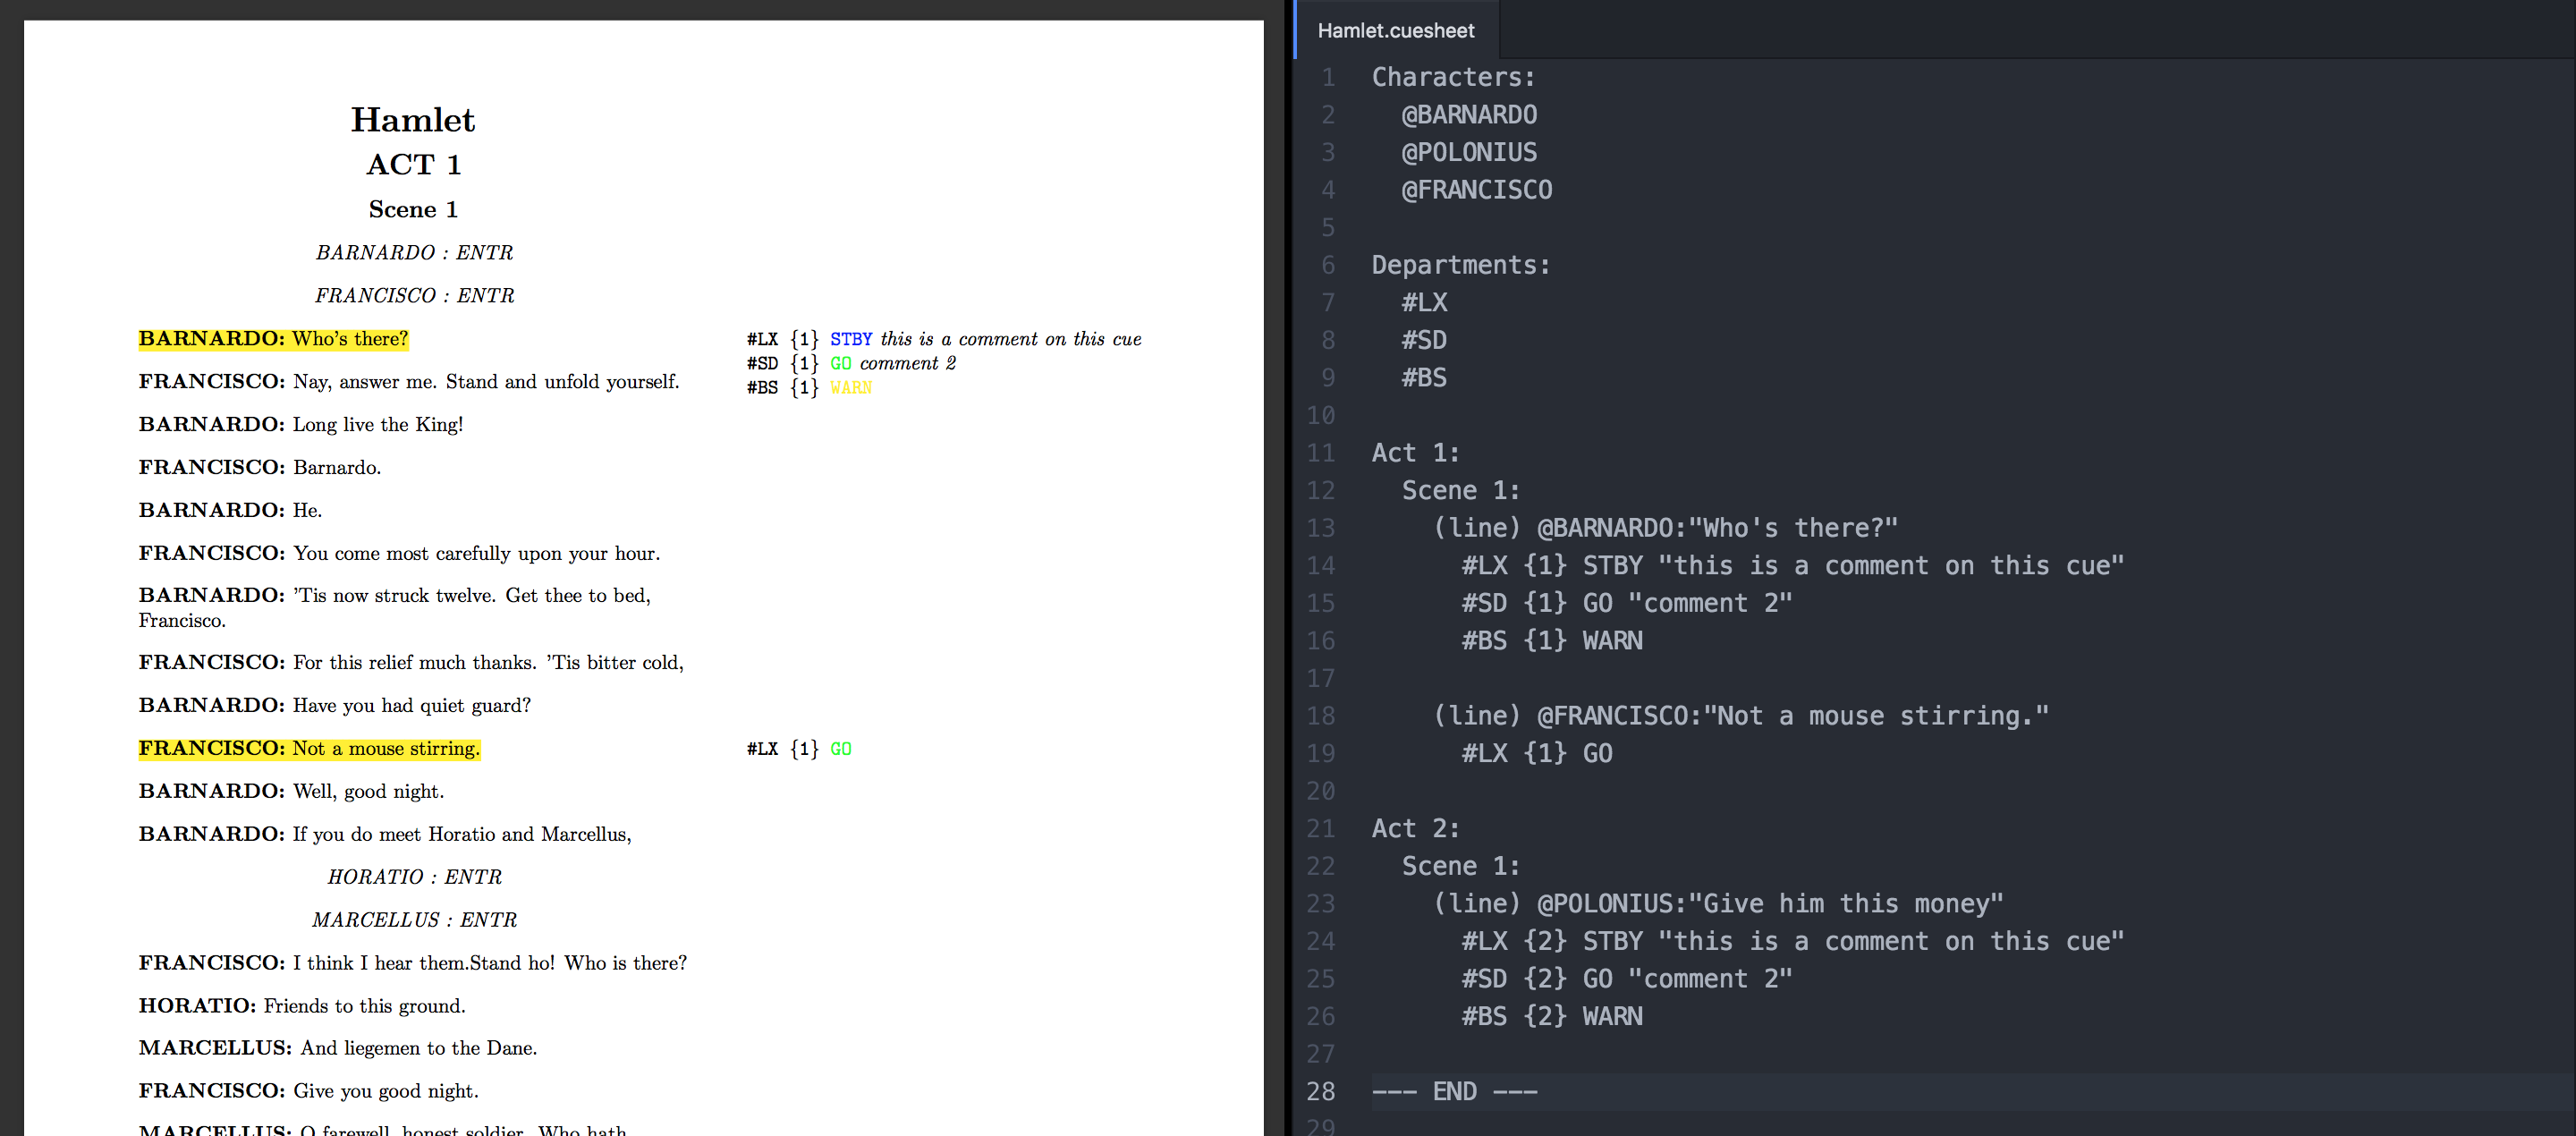 Hamlet
ACT 1
Scene 1
BARNARDO : ENTR
FRANCISCO : ENTR
BARNARDO: Who's there?
#LX {1} STBY this is a comment on this cue
#SD {1} GO comment 2
#BS {1} WARN
FRANCISCO: Nay, answer me. Stand and unfold yourself.
BARNARDO: Long live the King!
FRANCISCO: Barnardo.
BARNARDO: He.
FRANCISCO: You come most carefully upon your hour.
BARNARDO: 'Tis now struck twelve. Get thee to bed,
Francisco.
FRANCISCO: For this relief much thanks. 'Tis bitter cold,
BARNARDO: Have you had quiet guard?
FRANCISCO: Not a mouse stirring.
#LX {1} GO
BARNARDO: Well, good night.
BARNARDO: If you do meet Horatio and Marcellus,
HORATIO : ENTR
MARCELLUS : ENTR
FRANCISCO: I think I hear them.Stand ho! Who is there?
HORATIO: Friends to this ground.
MARCELLUS: And liegemen to the Dane.
FRANCISCO: Give you good night.
MARCELLUS: O farewell, honest soldier. Who hath
Hamlet.cuesheet
1 Characters:
2 @BARNARDO
3 @POLONIUS
4 @FRANCISCO
5
6 Departments:
7 #LX
8 #SD
9 #BS
10
11 Act 1:
12 Scene 1:
13 (line) @BARNARDO:"Who's there?"
14 #LX {1} STBY "this is a comment on this cue"
15 #SD {1} GO "comment 2"
16 #BS {1} WARN
17
18 (line) @FRANCISCO:"Not a mouse stirring."
19 #LX {1} GO
20
21 Act 2:
22 Scene 1:
23 (line) @POLONIUS:"Give him this money"
24 #LX {2} STBY "this is a comment on this cue"
25 #SD {2} GO "comment 2"
26 #BS {2} WARN
27
28 --- END ---
29